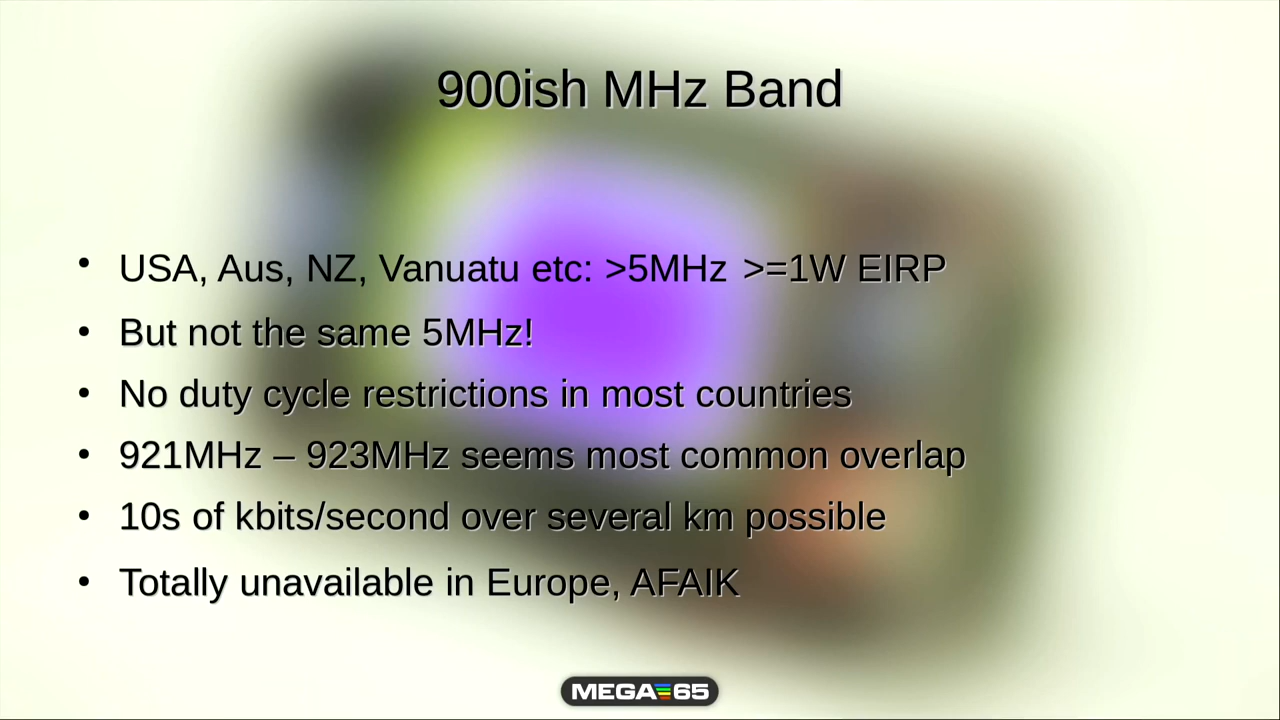 900ish MHz Band
• USA, Aus, NZ, Vanuatu etc: >5MHz >=1W EIRP
• But not the same 5MHz!
• No duty cycle restrictions in most countries
• 921MHz – 923MHz seems most common overlap
• 10s of kbits/second over several km possible
• Totally unavailable in Europe, AFAIK
MEGA 65